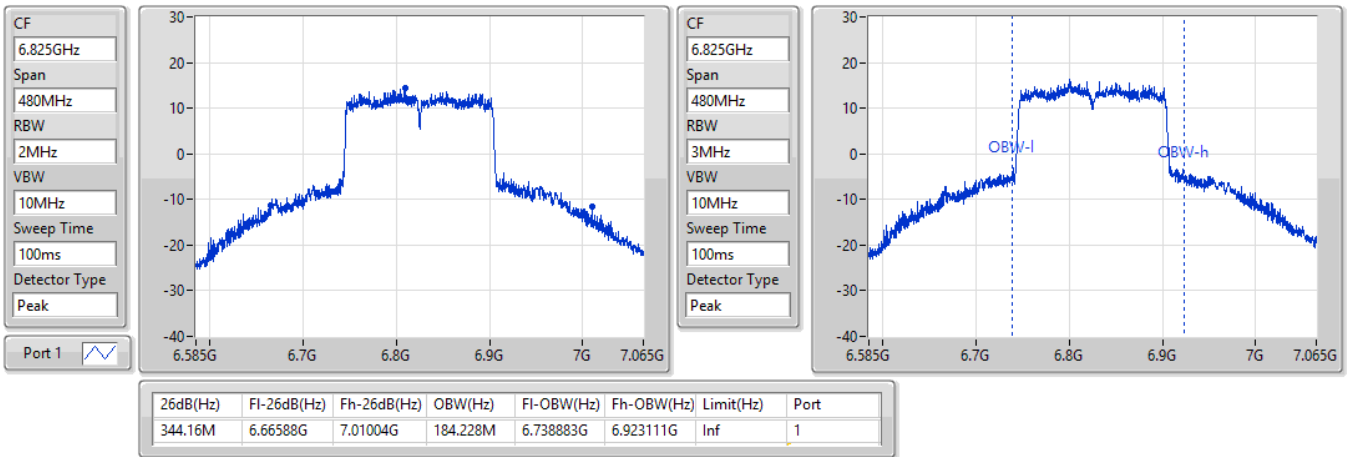 CF
6.825GHz
Span
480MHz
RBW
2MHz
VBW
10MHz
Sweep Time
100ms
Detector Type
Peak
Port 1
30
20
10
0
-10
-20
-30
-40
6.585G 6.7G 6.8G 6.9G 7G 7.065G
CF
6.825GHz
Span
480MHz
RBW
3MHz
VBW
10MHz
Sweep Time
100ms
Detector Type
Peak
30
20
10
0
-10
-20
-30
-40
OBW-l
OBW-h
6.585G 6.7G 6.8G 6.9G 7G 7.065G
26dB(Hz) Fl-26dB(Hz) Fh-26dB(Hz) OBW(Hz) Fl-OBW(Hz) Fh-OBW(Hz) Limit(Hz) Port
344.16M 6.66588G 7.01004G 184.228M 6.738883G 6.923111G Inf 1